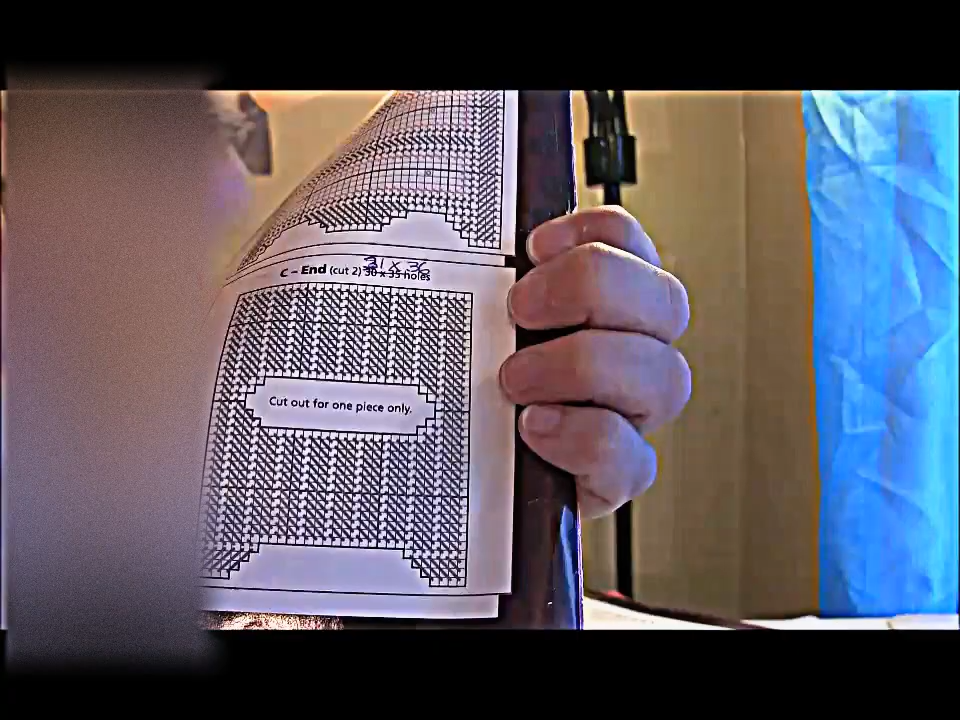 31 x 36
C – End (cut 2) 30 x 35 holes
Cut out for one piece only.